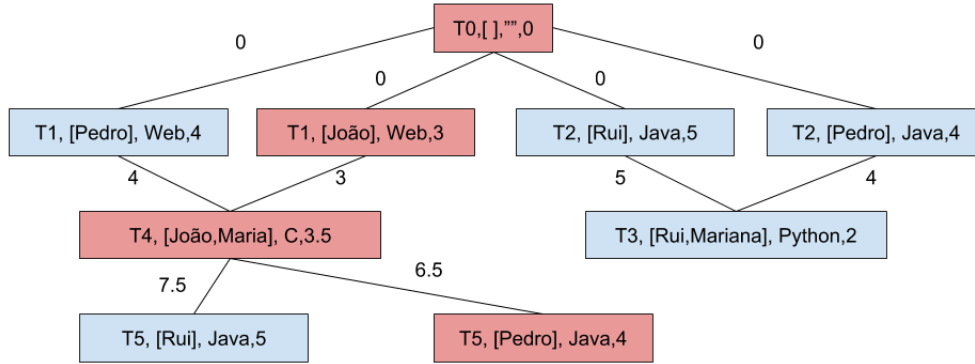 T0,[ ],"",0
0
0
0
0
T1, [Pedro], Web,4
T1, [João], Web,3
T2, [Rui], Java,5
T2, [Pedro], Java,4
4
3
5
4
T4, [João,Maria], C,3.5
T3, [Rui,Mariana], Python,2
7.5
6.5
T5, [Rui], Java,5
T5, [Pedro], Java,4